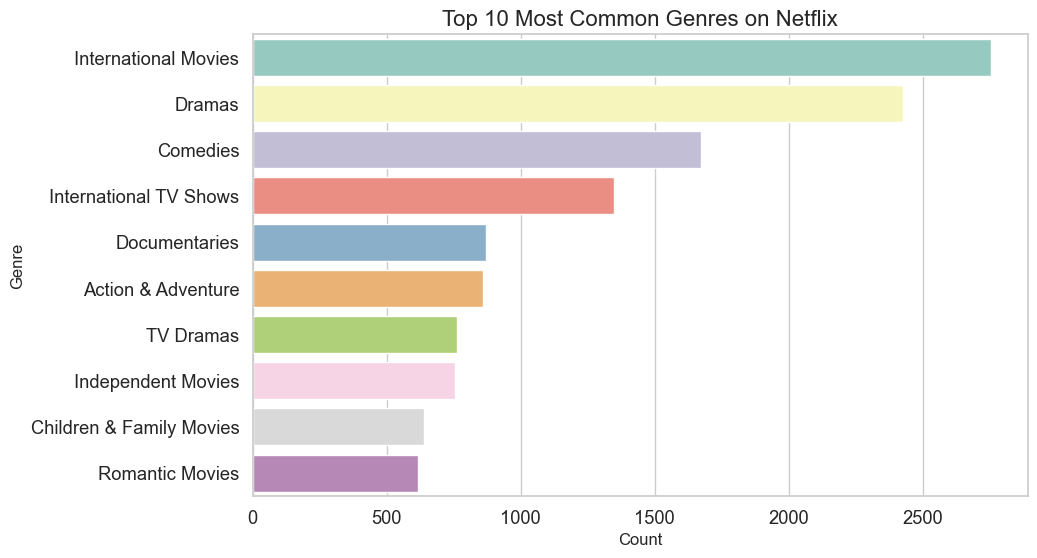 Top 10 Most Common Genres on Netflix
Genre
International Movies
Dramas
Comedies
International TV Shows
Documentaries
Action & Adventure
TV Dramas
Independent Movies
Children & Family Movies
Romantic Movies
0 500 1000 1500 2000 2500
Count